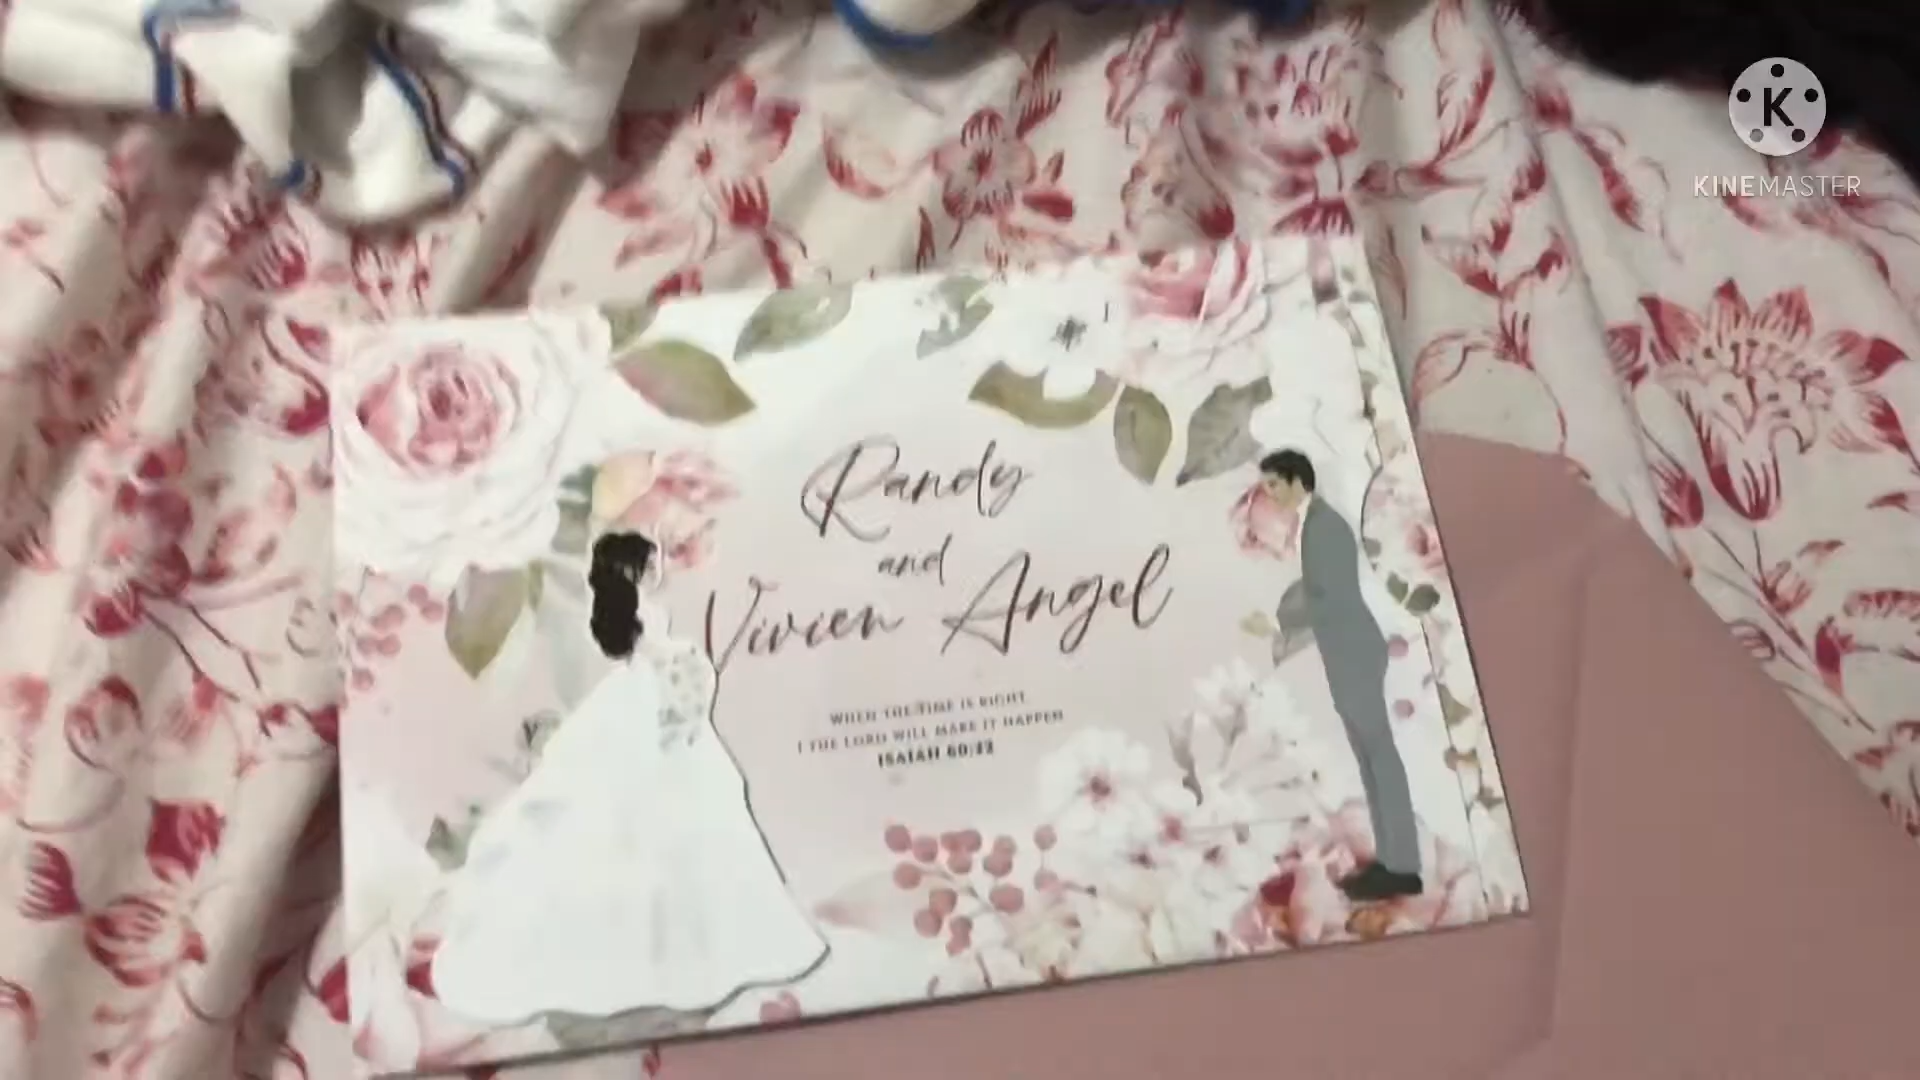 KINEMASTER
Randy
and
Vivien Angel
WHEN THE TIME IS RIGHT
I THE LORD WILL MAKE IT HAPPEN
ISAIAH 60:22